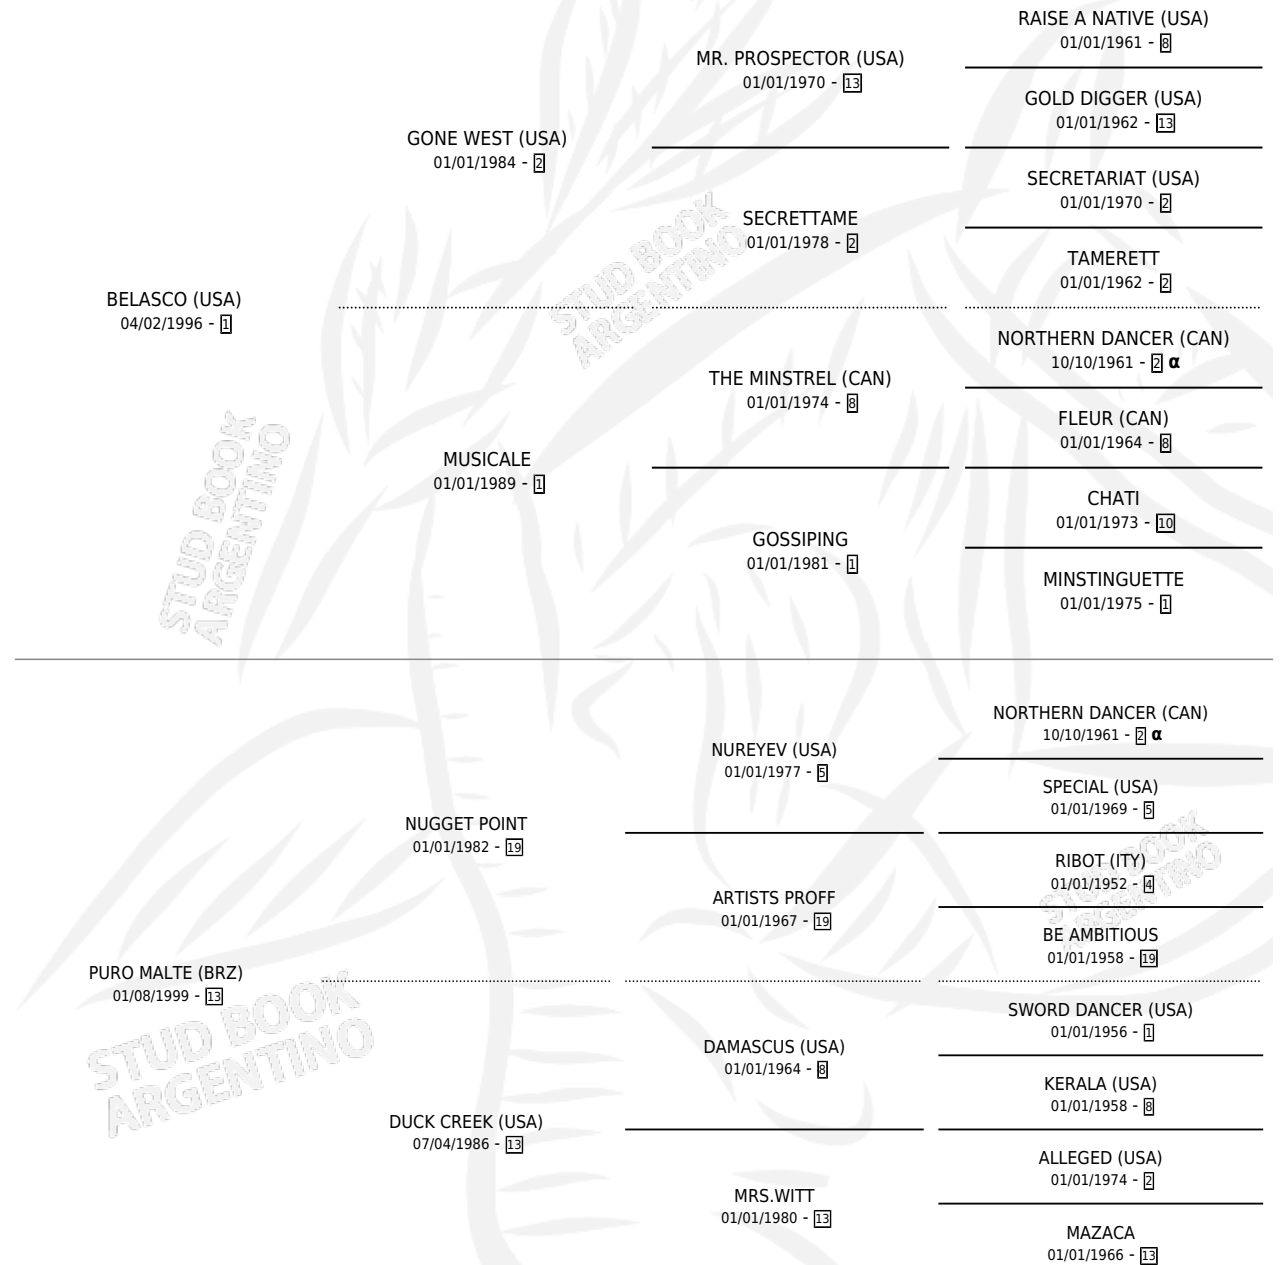 RAISE A NATIVE (USA)
01/01/1961 - 8
MR. PROSPECTOR (USA)
01/01/1970 - 13
GOLD DIGGER (USA)
01/01/1962 - 13
GONE WEST (USA)
01/01/1984 - 2
SECRETARIAT (USA)
01/01/1970 - 2
SECRETTAME
01/01/1978 - 2
TAMERETT
01/01/1962 - 2
BELASCO (USA)
04/02/1996 - 1
NORTHERN DANCER (CAN)
10/10/1961 - 2 α
THE MINSTREL (CAN)
01/01/1974 - 8
FLEUR (CAN)
01/01/1964 - 8
MUSICALE
01/01/1989 - 1
CHATI
01/01/1973 - 10
GOSSIPING
01/01/1981 - 1
MINSTINGUETTE
01/01/1975 - 1
NORTHERN DANCER (CAN)
10/10/1961 - 2 α
NUREYEV (USA)
01/01/1977 - 5
SPECIAL (USA)
01/01/1969 - 5
NUGGET POINT
01/01/1982 - 19
RIBOT (ITY)
01/01/1952 - 4
ARTISTS PROFF
01/01/1967 - 19
BE AMBITIOUS
01/01/1958 - 19
PURO MALTE (BRZ)
01/08/1999 - 13
SWORD DANCER (USA)
01/01/1956 - 1
DAMASCUS (USA)
01/01/1964 - 8
KERALA (USA)
01/01/1958 - 8
DUCK CREEK (USA)
07/04/1986 - 13
ALLEGED (USA)
01/01/1974 - 2
MRS.WITT
01/01/1980 - 13
MAZACA
01/01/1966 - 13
STUD BOOK
ARGENTINO
STUD BOOK
ARGENTINO
STUD BOOK
ARGENTINO
STUD BOOK
ARGENTINO